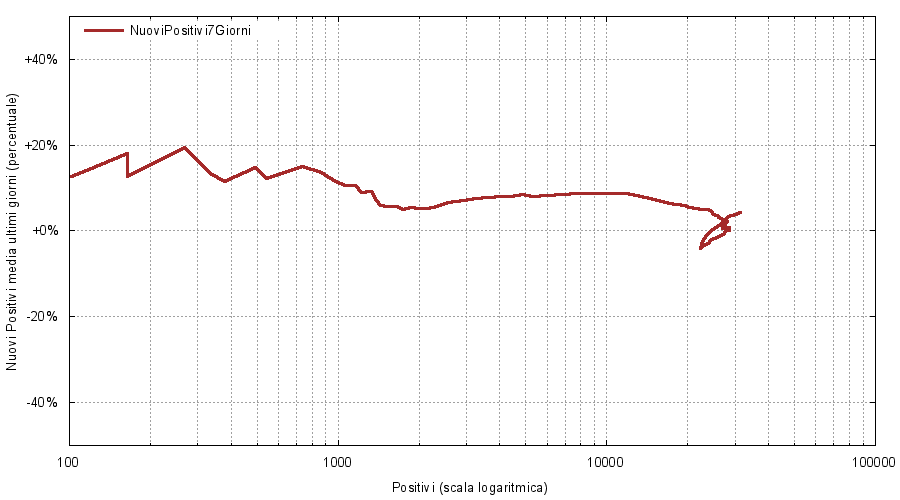 NuoviPositivi7Giorni
+40%
+20%
+0%
-20%
-40%
Nuovi Positivi media ultimi giorni (percentuale)
100 1000 10000 100000
Positivi (scala logaritmica)